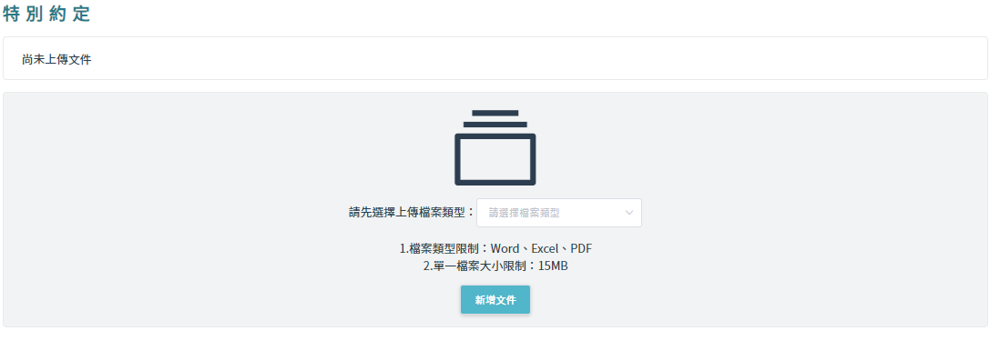 特別約定
尚未上傳文件
請先選擇上傳檔案類型：請選擇檔案類型
1.檔案類型限制：Word、Excel、PDF
2.單一檔案大小限制：15MB
新增文件